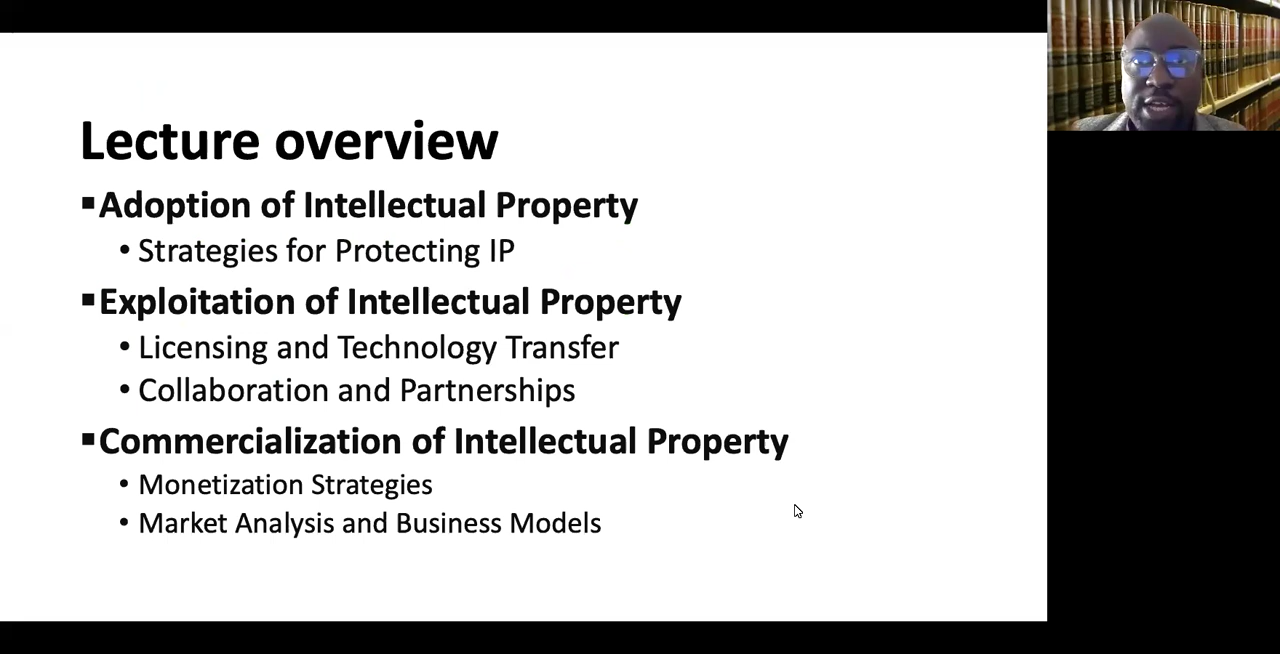 Lecture overview
▪Adoption of Intellectual Property
• Strategies for Protecting IP
▪Exploitation of Intellectual Property
• Licensing and Technology Transfer
• Collaboration and Partnerships
▪Commercialization of Intellectual Property
• Monetization Strategies
• Market Analysis and Business Models